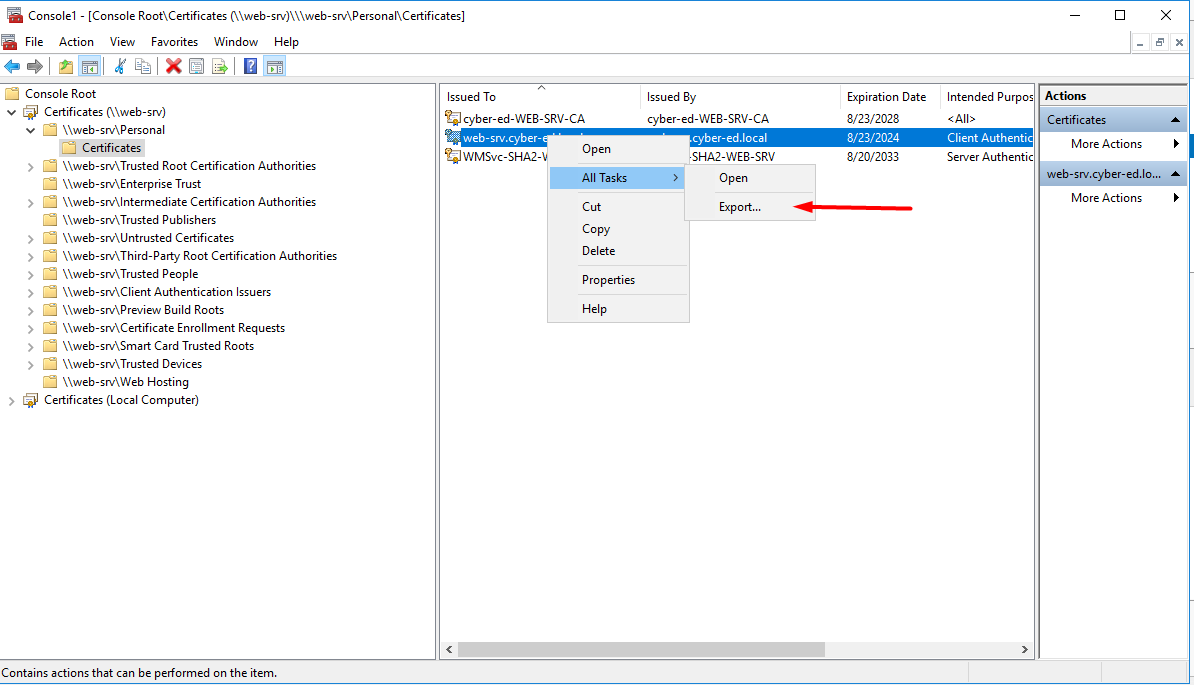 Console1 - [Console Root\Certificates (\\web-srv)\\\web-srv\Personal\Certificates]
File Action View Favorites Window Help
Console Root
Certificates (\\web-srv)
\\web-srv\Personal
Certificates
\\web-srv\Trusted Root Certification Authorities
\\web-srv\Enterprise Trust
\\web-srv\Intermediate Certification Authorities
\\web-srv\Trusted Publishers
\\web-srv\Untrusted Certificates
\\web-srv\Third-Party Root Certification Authorities
\\web-srv\Trusted People
\\web-srv\Client Authentication Issuers
\\web-srv\Preview Build Roots
\\web-srv\Certificate Enrollment Requests
\\web-srv\Smart Card Trusted Roots
\\web-srv\Trusted Devices
\\web-srv\Web Hosting
Certificates (Local Computer)
Issued To Issued By Expiration Date Intended Purpos
cyber-ed-WEB-SRV-CA cyber-ed-WEB-SRV-CA 8/23/2028 <All>
web-srv.cyber-e .cyber-ed.local 8/23/2024 Client Authentic
WMSvc-SHA2-W -SHA2-WEB-SRV 8/20/2033 Server Authentic
Open
All Tasks
Cut
Copy
Delete
Properties
Help
Open
Export...
Actions
Certificates
More Actions
web-srv.cyber-ed.lo...
More Actions
Contains actions that can be performed on the item.